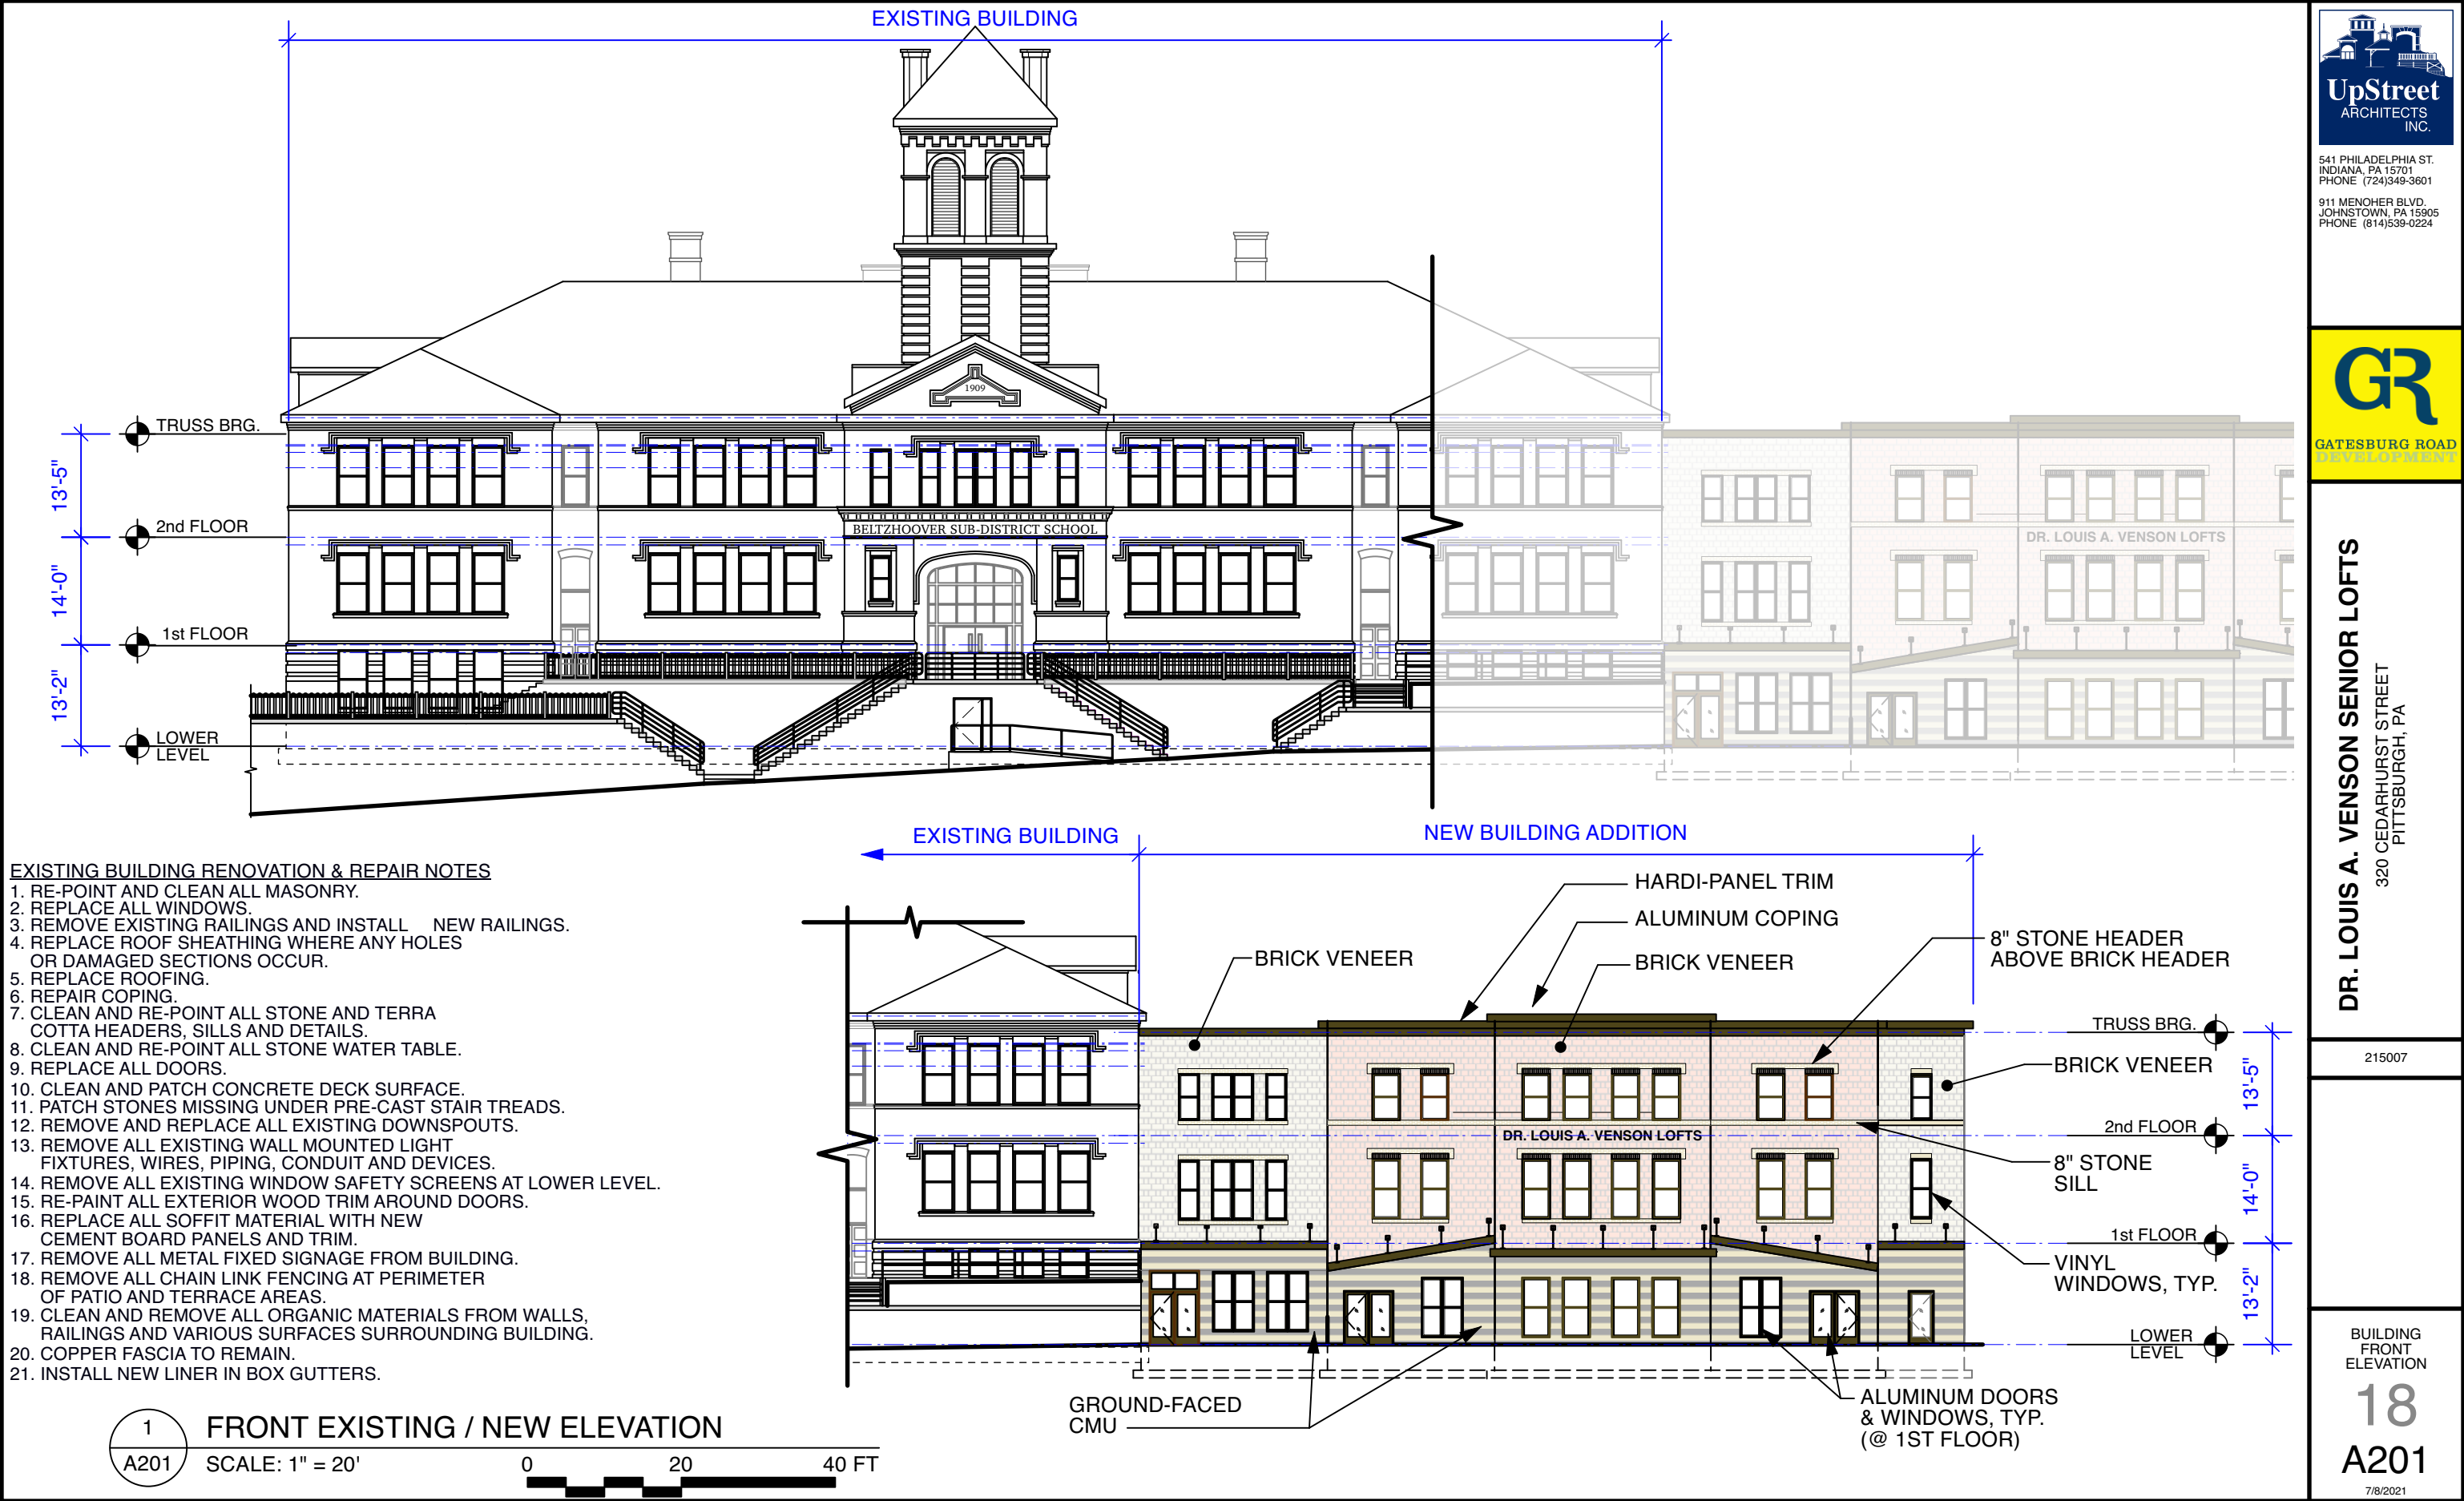 EXISTING BUILDING
1909
TRUSS BRG.
13'-5"
2nd FLOOR
BELTZHOOVER SUB-DISTRICT SCHOOL
DR. LOUIS A. VENSON LOFTS
14'-0"
1st FLOOR
13'-2"
LOWER
LEVEL
EXISTING BUILDING
NEW BUILDING ADDITION
EXISTING BUILDING RENOVATION & REPAIR NOTES
1. RE-POINT AND CLEAN ALL MASONRY.
2. REPLACE ALL WINDOWS.
3. REMOVE EXISTING RAILINGS AND INSTALL NEW RAILINGS.
4. REPLACE ROOF SHEATHING WHERE ANY HOLES
OR DAMAGED SECTIONS OCCUR.
5. REPLACE ROOFING.
6. REPAIR COPING.
7. CLEAN AND RE-POINT ALL STONE AND TERRA
COTTA HEADERS, SILLS AND DETAILS.
8. CLEAN AND RE-POINT ALL STONE WATER TABLE.
9. REPLACE ALL DOORS.
10. CLEAN AND PATCH CONCRETE DECK SURFACE.
11. PATCH STONES MISSING UNDER PRE-CAST STAIR TREADS.
12. REMOVE AND REPLACE ALL EXISTING DOWNSPOUTS.
13. REMOVE ALL EXISTING WALL MOUNTED LIGHT
FIXTURES, WIRES, PIPING, CONDUIT AND DEVICES.
14. REMOVE ALL EXISTING WINDOW SAFETY SCREENS AT LOWER LEVEL.
15. RE-PAINT ALL EXTERIOR WOOD TRIM AROUND DOORS.
16. REPLACE ALL SOFFIT MATERIAL WITH NEW
CEMENT BOARD PANELS AND TRIM.
17. REMOVE ALL METAL FIXED SIGNAGE FROM BUILDING.
18. REMOVE ALL CHAIN LINK FENCING AT PERIMETER
OF PATIO AND TERRACE AREAS.
19. CLEAN AND REMOVE ALL ORGANIC MATERIALS FROM WALLS,
RAILINGS AND VARIOUS SURFACES SURROUNDING BUILDING.
20. COPPER FASCIA TO REMAIN.
21. INSTALL NEW LINER IN BOX GUTTERS.
HARDI-PANEL TRIM
ALUMINUM COPING
BRICK VENEER
BRICK VENEER
8" STONE HEADER
ABOVE BRICK HEADER
TRUSS BRG.
BRICK VENEER
13'-5"
2nd FLOOR
DR. LOUIS A. VENSON LOFTS
8" STONE
SILL
14'-0"
1st FLOOR
VINYL
WINDOWS, TYP.
13'-2"
LOWER
LEVEL
GROUND-FACED
CMU
ALUMINUM DOORS
& WINDOWS, TYP.
(@ 1ST FLOOR)
1
A201
FRONT EXISTING / NEW ELEVATION
SCALE: 1" = 20'
0 20 40 FT
UpStreet
ARCHITECTS
INC.
541 PHILADELPHIA ST.
INDIANA, PA 15701
PHONE (724)349-3601
911 MENOHER BLVD.
JOHNSTOWN, PA 15905
PHONE (814)539-0224
GR
GATESBURG ROAD
DEVELOPMENT
DR. LOUIS A. VENSON SENIOR LOFTS
320 CEDARHURST STREET
PITTSBURGH, PA
215007
BUILDING
FRONT
ELEVATION
18
A201
7/8/2021